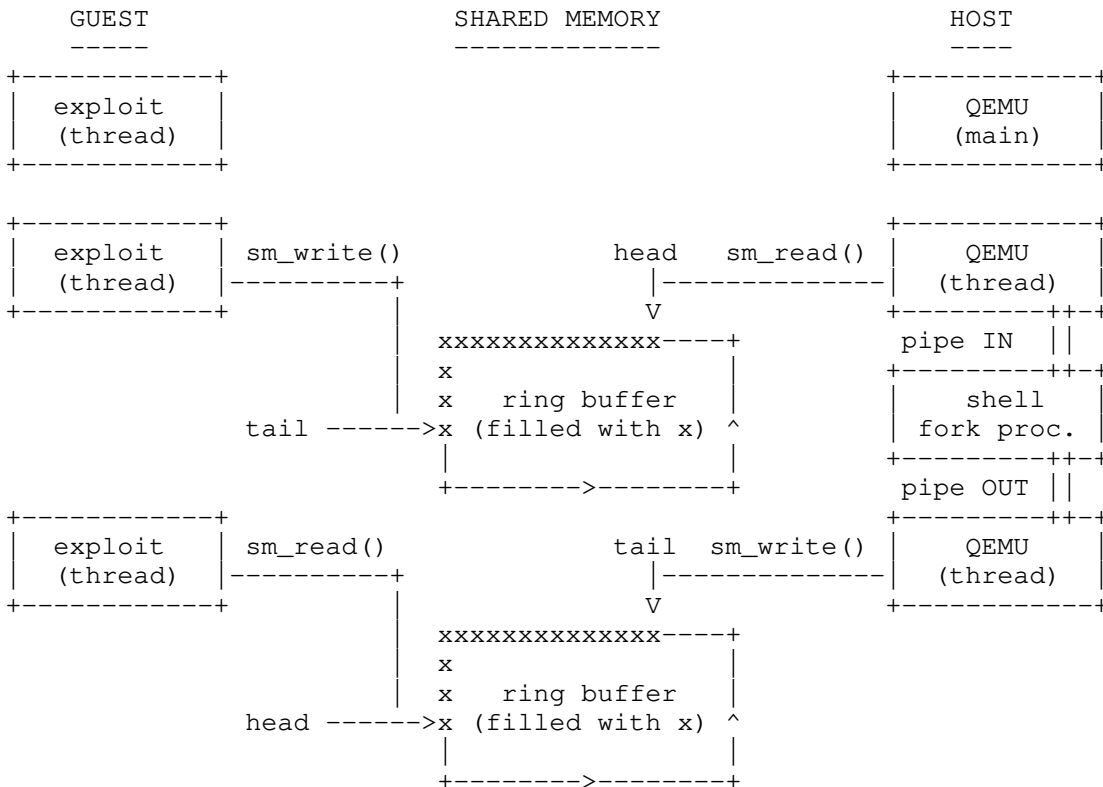 GUEST SHARED MEMORY HOST
----- ------------- ----
+------------+ +------------+
| exploit | | QEMU |
| (thread) | | (main) |
+------------+ +------------+
+------------+ +------------+
| exploit | sm_write() head sm_read() | QEMU |
| (thread) |----------+ |--------------| (thread) |
+------------+ | V +---------++-+
| xxxxxxxxxxxxxx----+ pipe IN ||
| x | +---------++-+
| x ring buffer | | shell |
tail ------>x (filled with x) ^ | fork proc. |
| | +---------++-+
+-------->--------+ pipe OUT ||
+------------+ +---------++-+
| exploit | sm_read() tail sm_write() | QEMU |
| (thread) |----------+ |--------------| (thread) |
+------------+ | V +------------+
| xxxxxxxxxxxxxx----+
| x |
| x ring buffer |
head ------>x (filled with x) ^
| |
+-------->--------+